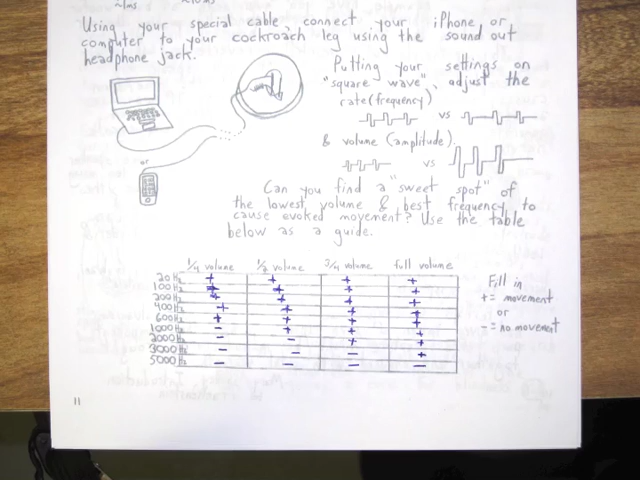 ~1ms ~10ms
Using your special cable, connect your iPhone or
computer to your cockroach leg using the sound out
headphone jack.
Putting your settings on
"square wave", adjust the
rate (frequency)
vs
& volume (amplitude).
vs
or
Can you find a "sweet spot" of
the lowest volume & best frequency to
cause evoked movement? Use the table
below as a guide.
1/4 volume 1/2 volume 3/4 volume full volume
20 Hz + + + +
100 Hz + + + +
200 Hz + + + +
400 Hz + + + +
600 Hz + + + +
1000 Hz - + + +
2000 Hz - - + +
3000 Hz - - - +
5000 Hz - - - -
Fill in
+ = movement
or
- = no movement
11